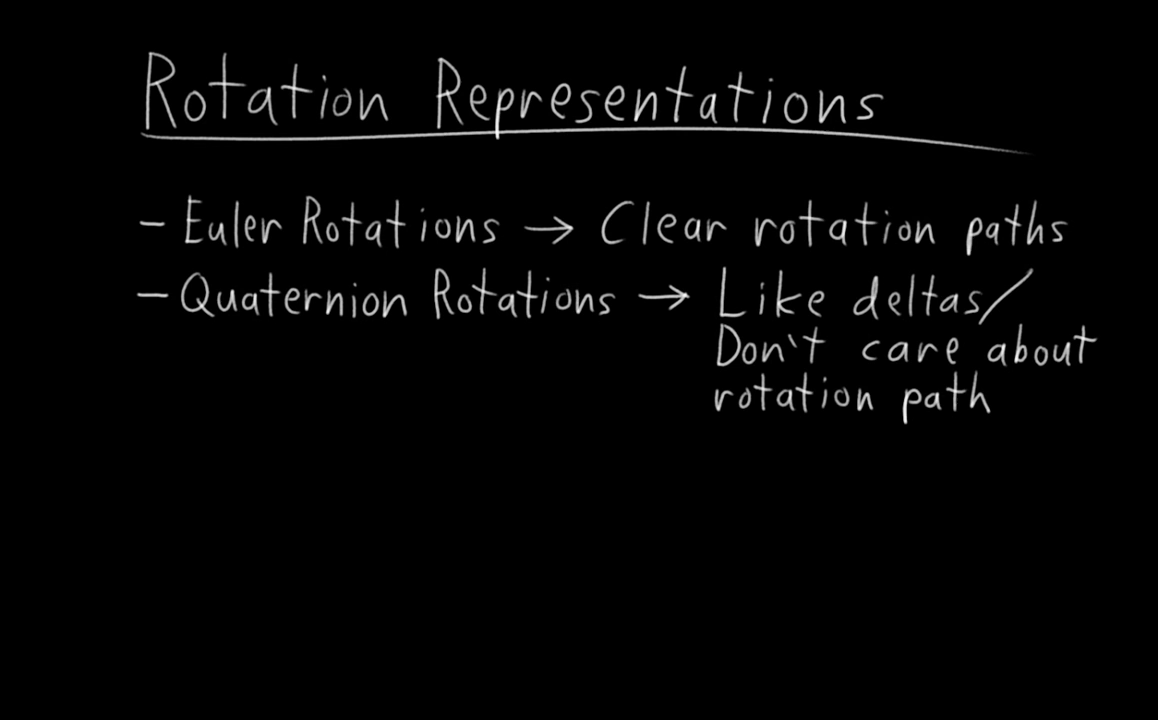 Rotation Representations
- Euler Rotations → Clear rotation paths
- Quaternion Rotations → Like deltas/
Don't care about
rotation path